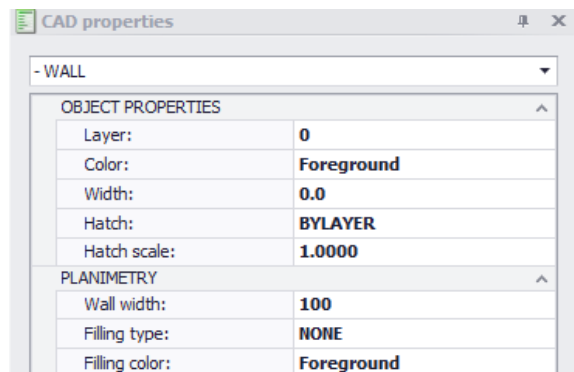 CAD properties
- WALL
OBJECT PROPERTIES
Layer: 0
Color: Foreground
Width: 0.0
Hatch: BYLAYER
Hatch scale: 1.0000
PLANIMETRY
Wall width: 100
Filling type: NONE
Filling color: Foreground